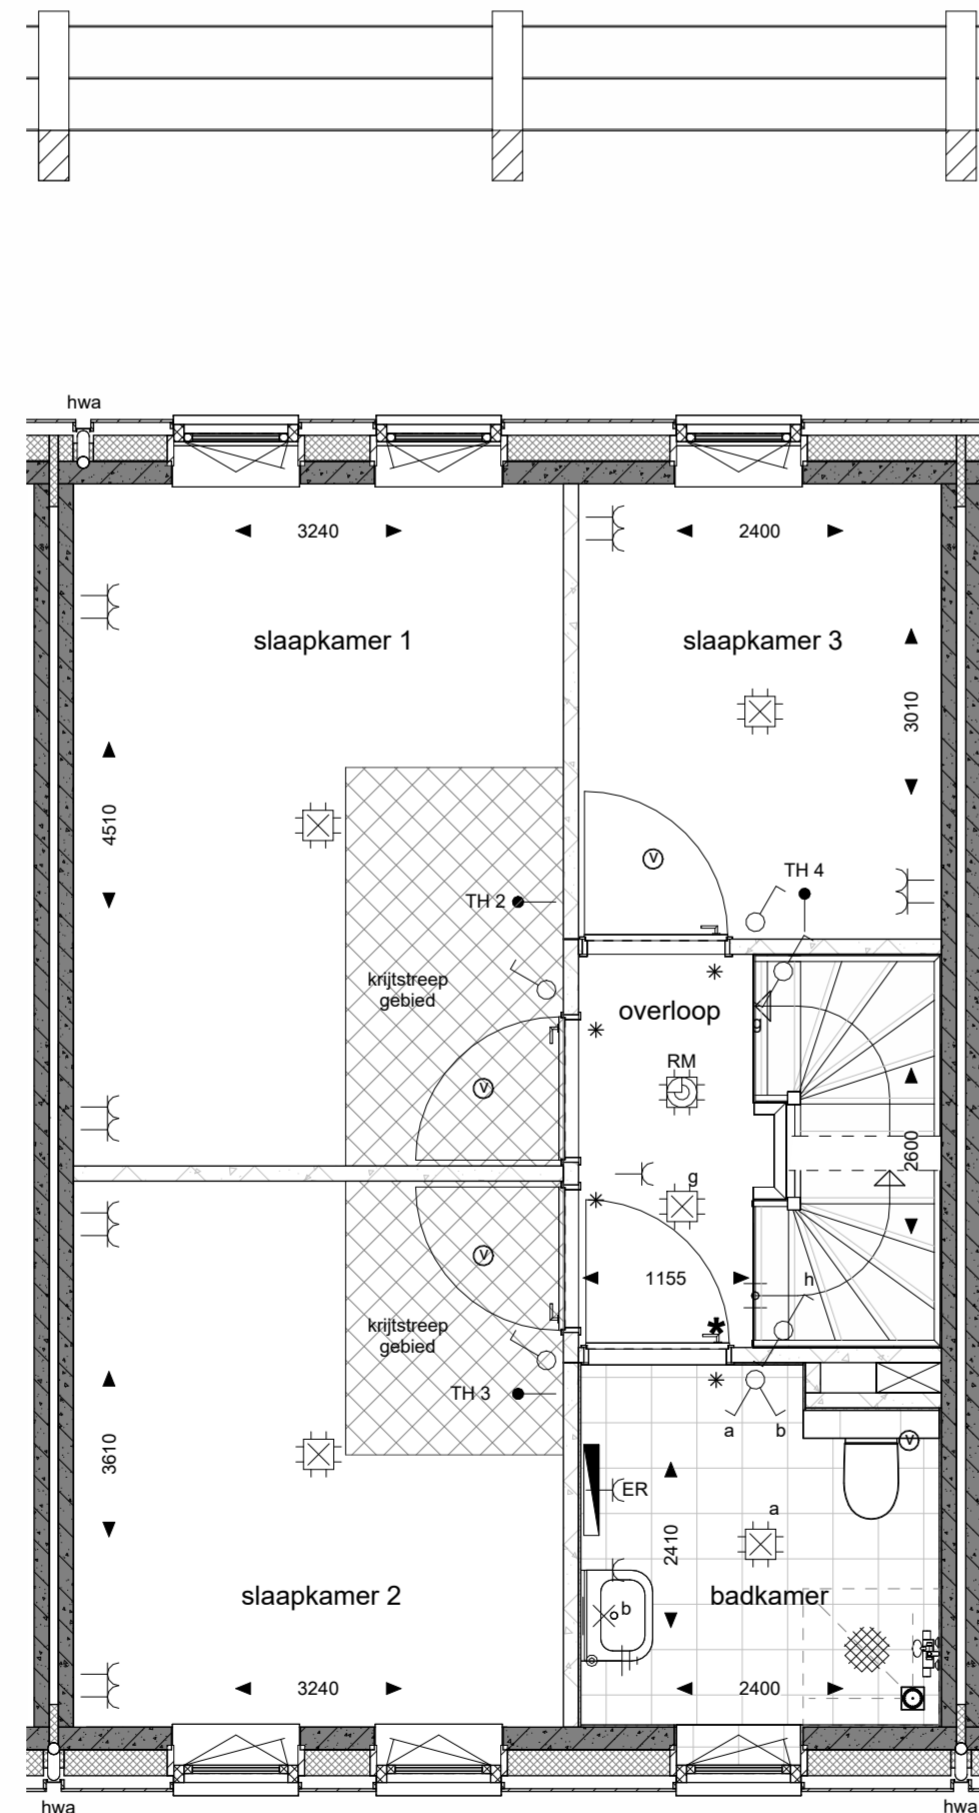 hwa
3240
2400
slaapkamer 1
slaapkamer 3
3010
4510
V
TH 4
TH 2
krijtstreep
gebied
overloop
g
RM
V
2600
g
V
1155
h
krijtstreep
gebied
*
TH 3
a
b
V
3610
ER
a
2410
slaapkamer 2
b
badkamer
3240
2400
hwa
hwa